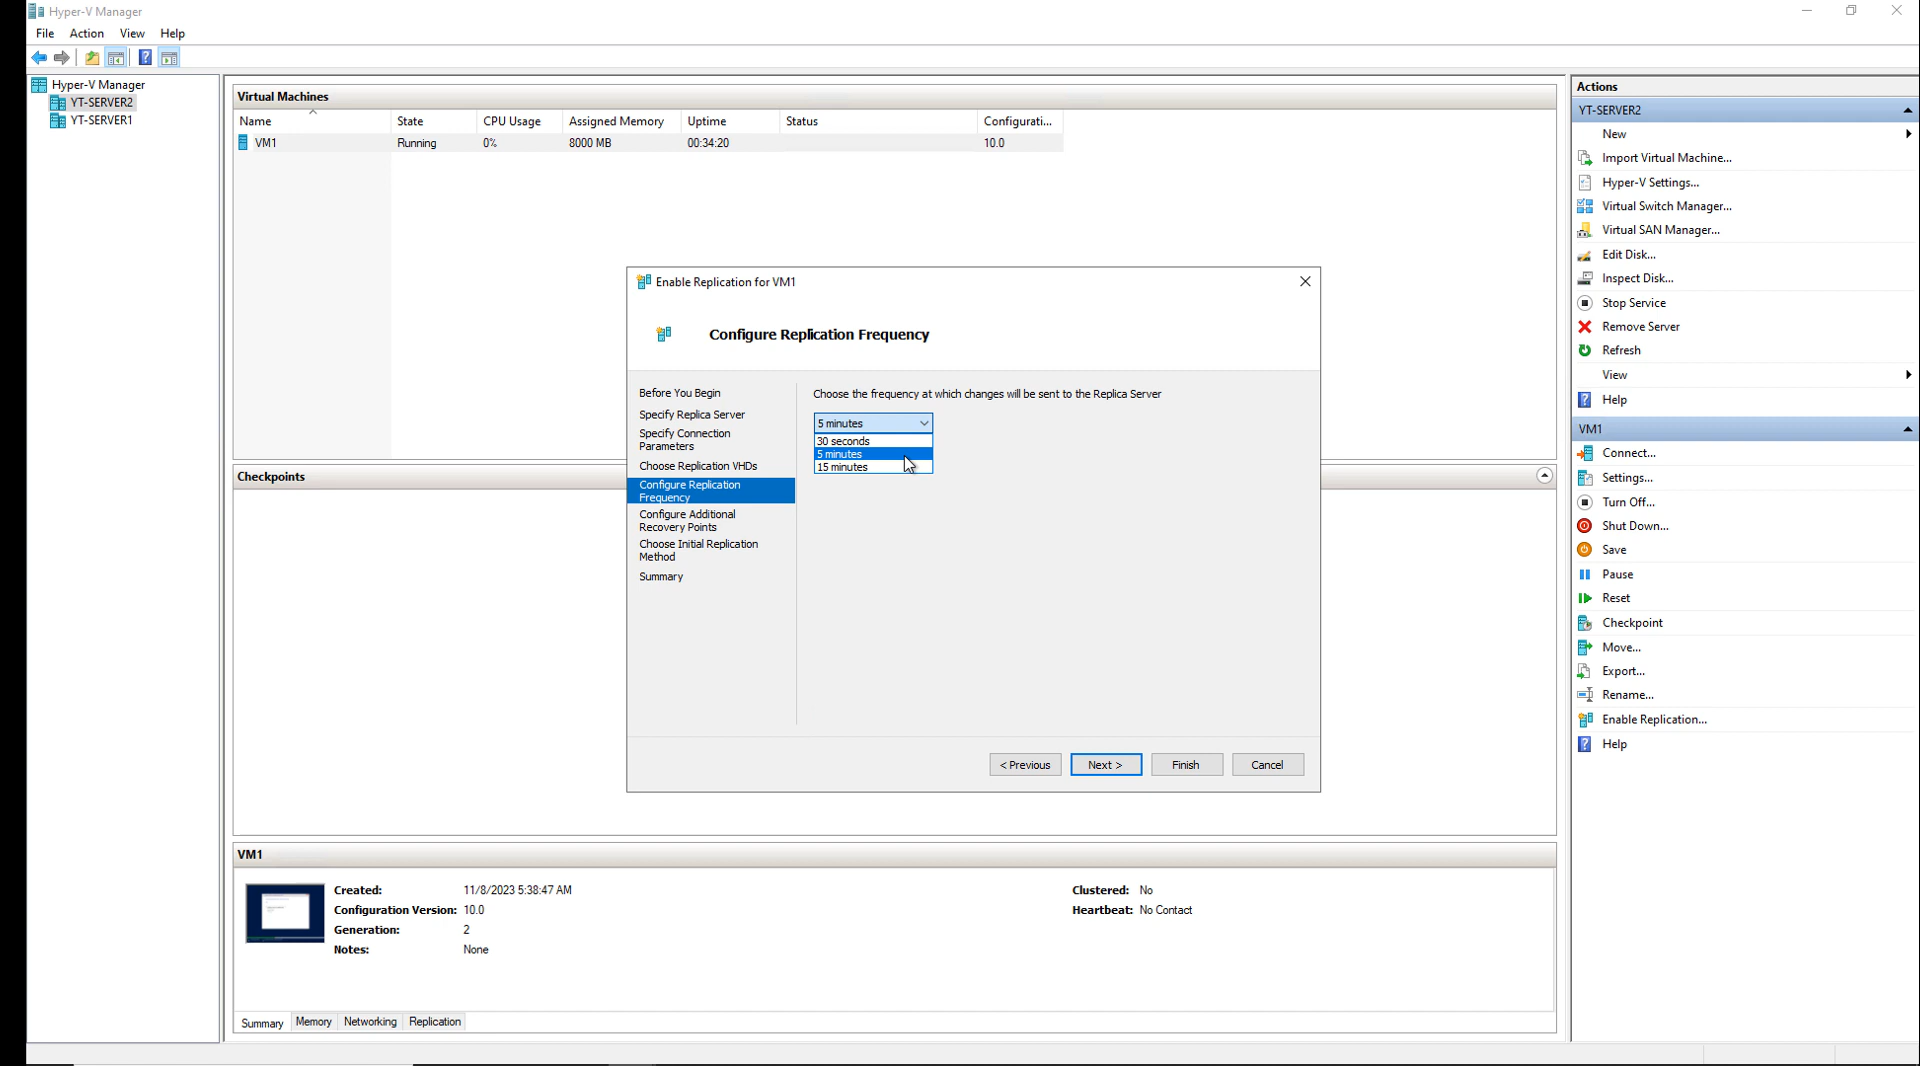 Hyper-V Manager
File Action View Help
Hyper-V Manager
YT-SERVER2
YT-SERVER1
Virtual Machines
Name State CPU Usage Assigned Memory Uptime Status Configurati...
VM1 Running 0% 8000 MB 00:34:20 10.0
Enable Replication for VM1
Configure Replication Frequency
Before You Begin
Specify Replica Server
Specify Connection
Parameters
Choose Replication VHDs
Configure Replication
Frequency
Configure Additional
Recovery Points
Choose Initial Replication
Method
Summary
Choose the frequency at which changes will be sent to the Replica Server
5 minutes
30 seconds
5 minutes
15 minutes
< Previous Next > Finish Cancel
Checkpoints
VM1
Created: 11/8/2023 5:38:47 AM
Configuration Version: 10.0
Generation: 2
Notes: None
Clustered: No
Heartbeat: No Contact
Summary Memory Networking Replication
Actions
YT-SERVER2
New
Import Virtual Machine...
Hyper-V Settings...
Virtual Switch Manager...
Virtual SAN Manager...
Edit Disk...
Inspect Disk...
Stop Service
Remove Server
Refresh
View
Help
VM1
Connect...
Settings...
Turn Off...
Shut Down...
Save
Pause
Reset
Checkpoint
Move...
Export...
Rename...
Enable Replication...
Help